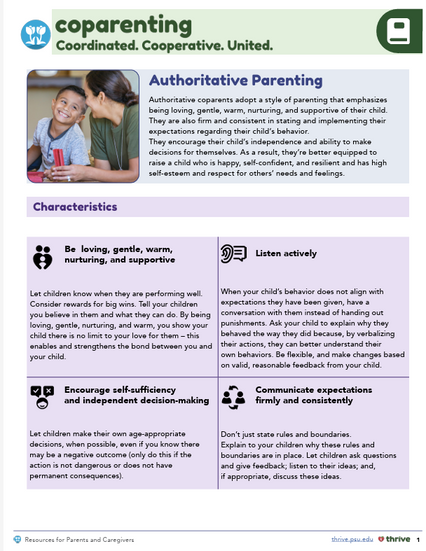 coparenting
Coordinated. Cooperative. United.
Authoritative Parenting
Authoritative coparents adopt a style of parenting that emphasizes
being loving, gentle, warm, nurturing, and supportive of their child.
They are also firm and consistent in stating and implementing their
expectations regarding their child's behavior.
They encourage their child's independence and ability to make
decisions for themselves. As a result, they're better equipped to
raise a child who is happy, self-confident, and resilient and has high
self-esteem and respect for others' needs and feelings.
Characteristics
Be loving, gentle, warm,
nurturing, and supportive
Let children know when they are performing well.
Consider rewards for big wins. Tell your children
you believe in them and what they can do. By being
loving, gentle, nurturing, and warm, you show your
child there is no limit to your love for them – this
enables and strengthens the bond between you and
your child.
Listen actively
When your child's behavior does not align with
expectations they have been given, have a
conversation with them instead of handing out
punishments. Ask your child to explain why they
behaved the way they did because, by verbalizing
their actions, they can better understand their
own behaviors. Be flexible, and make changes based
on valid, reasonable feedback from your child.
Encourage self-sufficiency
and independent decision-making
Let children make their own age-appropriate
decisions, when possible, even if you know there
may be a negative outcome (only do this if the
action is not dangerous or does not have
permanent consequences).
Communicate expectations
firmly and consistently
Don't just state rules and boundaries.
Explain to your children why these rules and
boundaries are in place. Let children ask questions
and give feedback; listen to their ideas; and,
if appropriate, discuss these ideas.
Resources for Parents and Caregivers
thrive.psu.edu thrive 1